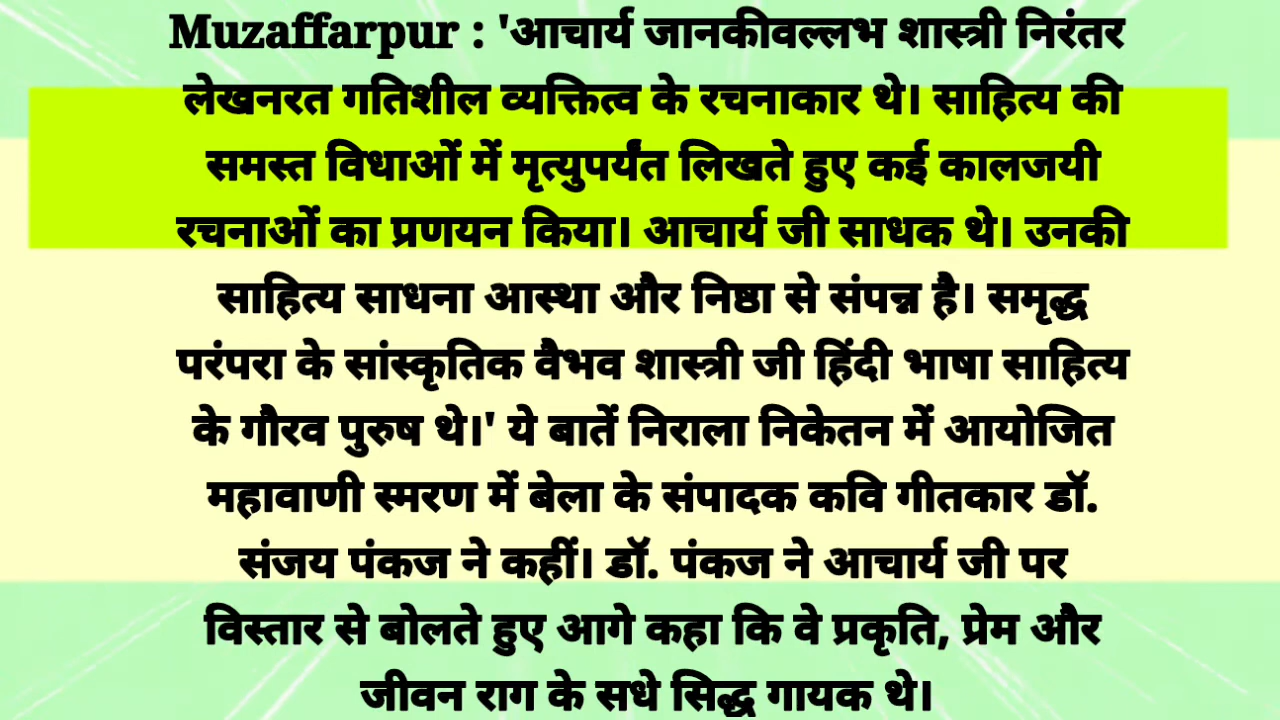 Muzaffarpur : 'आचार्य जानकीवल्लभ शास्त्री निरंतर
लेखनरत गतिशील व्यक्तित्व के रचनाकार थे। साहित्य की
समस्त विधाओं में मृत्युपर्यंत लिखते हुए कई कालजयी
रचनाओं का प्रणयन किया। आचार्य जी साधक थे। उनकी
साहित्य साधना आस्था और निष्ठा से संपन्न है। समृद्ध
परंपरा के सांस्कृतिक वैभव शास्त्री जी हिंदी भाषा साहित्य
के गौरव पुरुष थे।' ये बातें निराला निकेतन में आयोजित
महावाणी स्मरण में बेला के संपादक कवि गीतकार डॉ.
संजय पंकज ने कहीं। डॉ. पंकज ने आचार्य जी पर
विस्तार से बोलते हुए आगे कहा कि वे प्रकृति, प्रेम और
जीवन राग के सधे सिद्ध गायक थे।